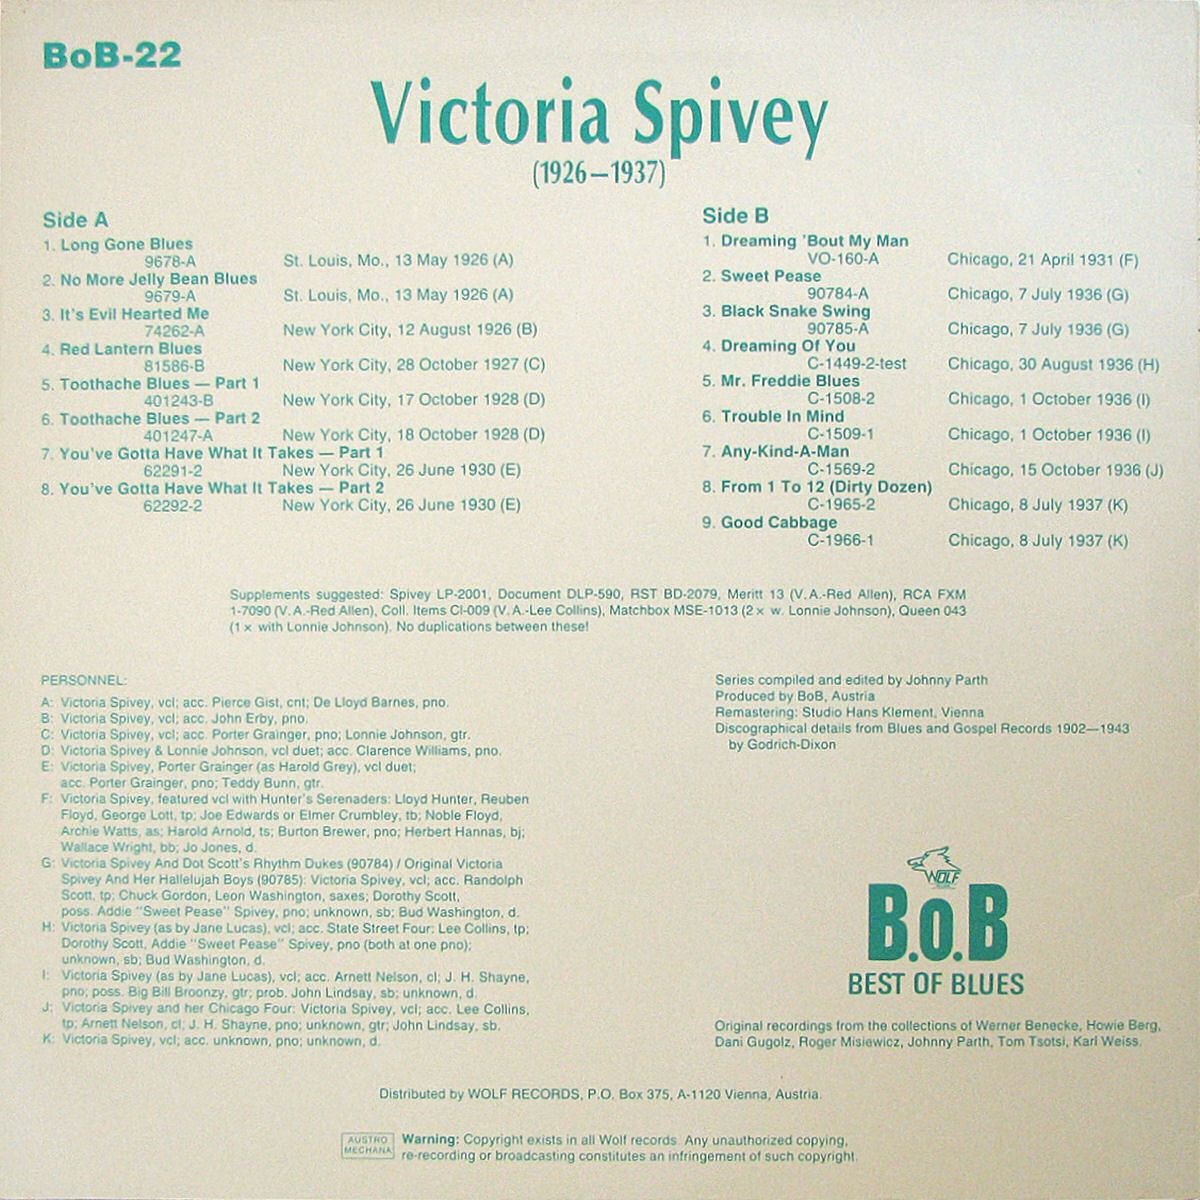 BoB-22
Victoria Spivey
(1926—1937)
Side A
1. Long Gone Blues
9678-A St. Louis, Mo., 13 May 1926 (A)
2. No More Jelly Bean Blues
9679-A St. Louis, Mo., 13 May 1926 (A)
3. It's Evil Hearted Me
74262-A New York City, 12 August 1926 (B)
4. Red Lantern Blues
81586-B New York City, 28 October 1927 (C)
5. Toothache Blues — Part 1
401243-B New York City, 17 October 1928 (D)
6. Toothache Blues — Part 2
401247-A New York City, 18 October 1928 (D)
7. You've Gotta Have What It Takes — Part 1
62291-2 New York City, 26 June 1930 (E)
8. You've Gotta Have What It Takes — Part 2
62292-2 New York City, 26 June 1930 (E)
Side B
1. Dreaming 'Bout My Man
VO-160-A Chicago, 21 April 1931 (F)
2. Sweet Pease
90784-A Chicago, 7 July 1936 (G)
3. Black Snake Swing
90785-A Chicago, 7 July 1936 (G)
4. Dreaming Of You
C-1449-2-test Chicago, 30 August 1936 (H)
5. Mr. Freddie Blues
C-1508-2 Chicago, 1 October 1936 (I)
6. Trouble In Mind
C-1509-1 Chicago, 1 October 1936 (I)
7. Any-Kind-A-Man
C-1569-2 Chicago, 15 October 1936 (J)
8. From 1 To 12 (Dirty Dozen)
C-1965-2 Chicago, 8 July 1937 (K)
9. Good Cabbage
C-1966-1 Chicago, 8 July 1937 (K)
Supplements suggested: Spivey LP-2001, Document DLP-590, RST BD-2079, Meritt 13 (V.A.-Red Allen), RCA FXM
1-7090 (V.A.-Red Allen), Coll. Items CI-009 (V.A.-Lee Collins), Matchbox MSE-1013 (2× w. Lonnie Johnson), Queen 043
(1× with Lonnie Johnson). No duplications between these!
PERSONNEL:
A: Victoria Spivey, vcl; acc. Pierce Gist, cnt; De Lloyd Barnes, pno.
B: Victoria Spivey, vcl; acc. John Erby, pno.
C: Victoria Spivey, vcl; acc. Porter Grainger, pno; Lonnie Johnson, gtr.
D: Victoria Spivey & Lonnie Johnson, vcl duet; acc. Clarence Williams, pno.
E: Victoria Spivey, Porter Grainger (as Harold Grey), vcl duet;
acc. Porter Grainger, pno; Teddy Bunn, gtr.
F: Victoria Spivey, featured vcl with Hunter's Serenaders: Lloyd Hunter, Reuben
Floyd, George Lott, tp; Joe Edwards or Elmer Crumbley, tb; Noble Floyd,
Archie Watts, as; Harold Arnold, ts; Burton Brewer, pno; Herbert Hannas, bj;
Wallace Wright, bb; Jo Jones, d.
G: Victoria Spivey And Dot Scott's Rhythm Dukes (90784) / Original Victoria
Spivey And Her Hallelujah Boys (90785): Victoria Spivey, vcl; acc. Randolph
Scott, tp; Chuck Gordon, Leon Washington, saxes; Dorothy Scott,
poss. Addie "Sweet Pease" Spivey, pno; unknown, sb; Bud Washington, d.
H: Victoria Spivey (as by Jane Lucas), vcl; acc. State Street Four: Lee Collins, tp;
Dorothy Scott, Addie "Sweet Pease" Spivey, pno (both at one pno);
unknown, sb; Bud Washington, d.
I: Victoria Spivey (as by Jane Lucas), vcl; acc. Arnett Nelson, cl; J. H. Shayne,
pno; poss. Big Bill Broonzy, gtr; prob. John Lindsay, sb; unknown, d.
J: Victoria Spivey and her Chicago Four: Victoria Spivey, vcl; acc. Lee Collins,
tp; Arnett Nelson, cl; J. H. Shayne, pno; unknown, gtr; John Lindsay, sb.
K: Victoria Spivey, vcl; acc. unknown, pno; unknown, d.
Series compiled and edited by Johnny Parth
Produced by BoB, Austria
Remastering: Studio Hans Klement, Vienna
Discographical details from Blues and Gospel Records 1902—1943
by Godrich-Dixon
WOLF
B.o.B
BEST OF BLUES
Original recordings from the collections of Werner Benecke, Howie Berg,
Dani Gugolz, Roger Misiewicz, Johnny Parth, Tom Tsotsi, Karl Weiss.
Distributed by WOLF RECORDS, P.O. Box 375, A-1120 Vienna, Austria.
AUSTRO
MECHANA
Warning: Copyright exists in all Wolf records. Any unauthorized copying,
re-recording or broadcasting constitutes an infringement of such copyright.